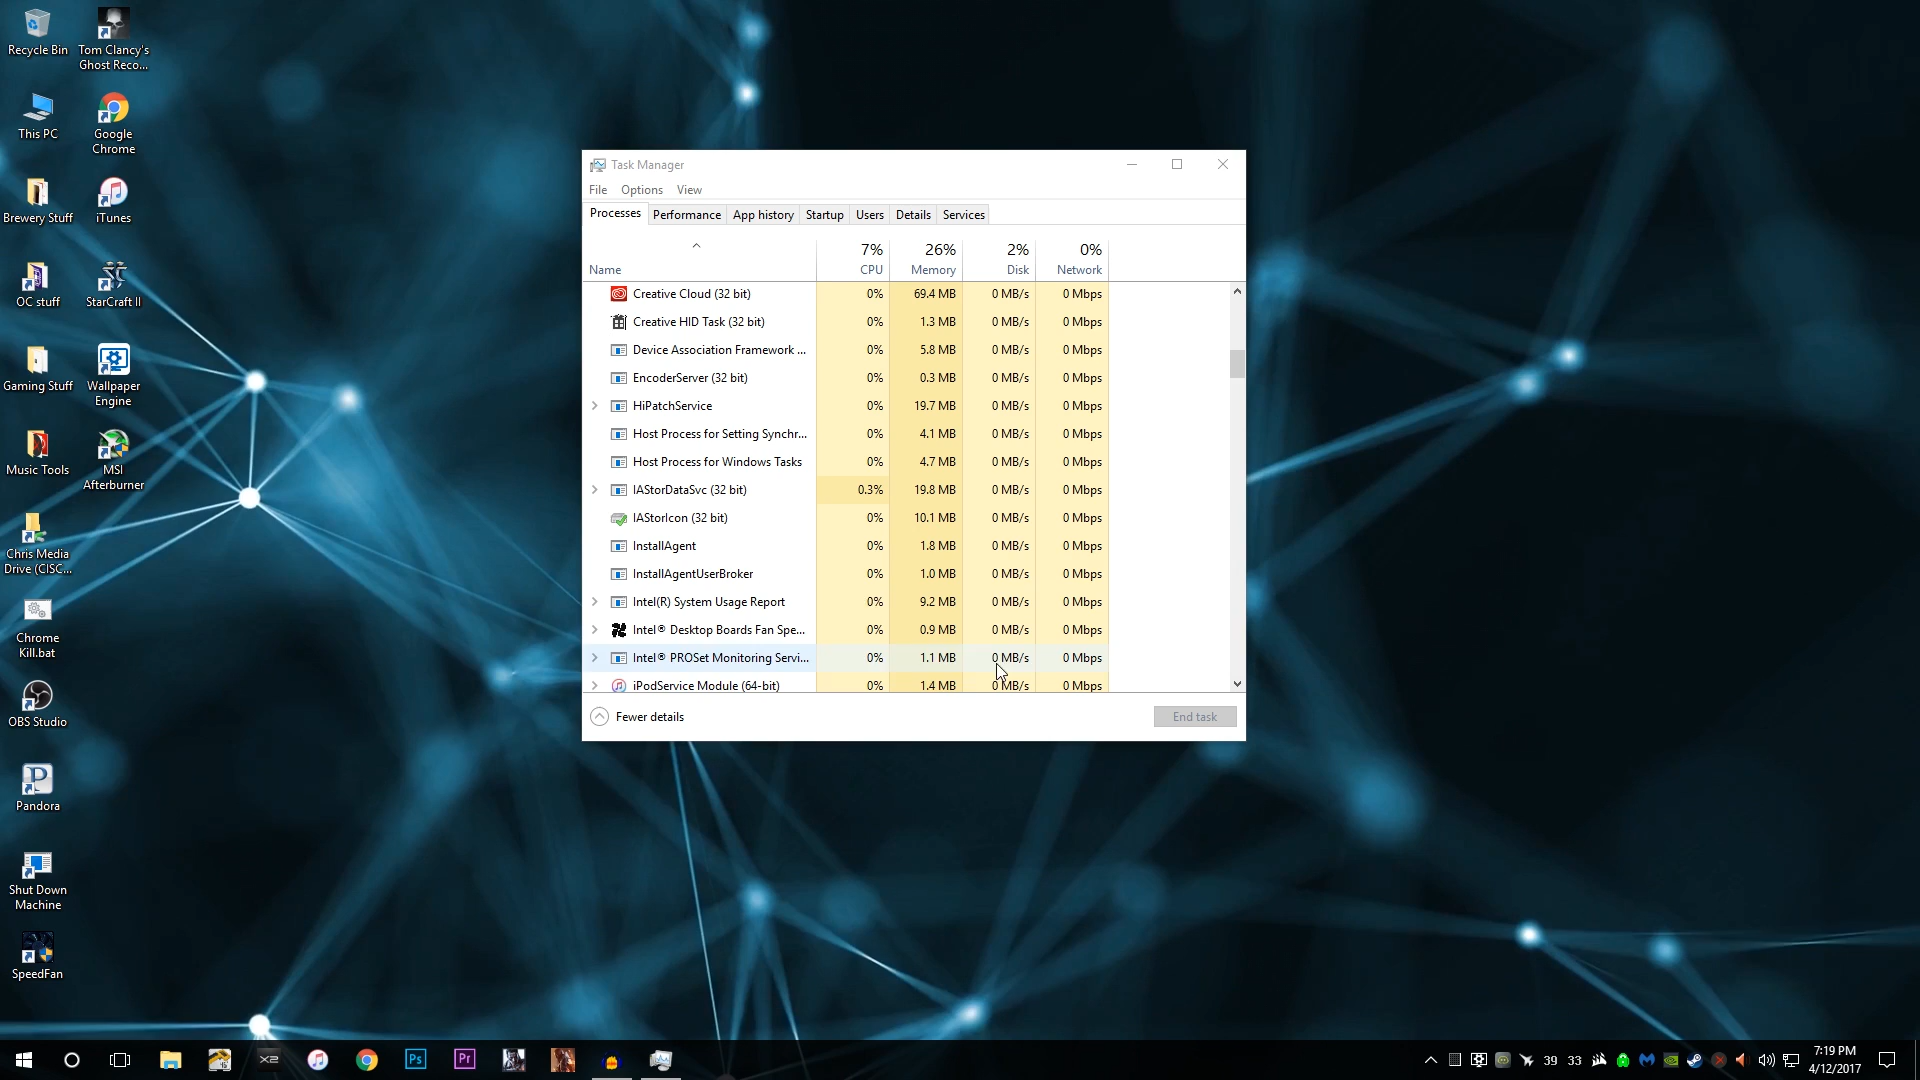 Recycle Bin
Tom Clancy's
Ghost Reco...
This PC
Google
Chrome
Brewery Stuff
iTunes
OC stuff
StarCraft II
Gaming Stuff
Wallpaper
Engine
Music Tools
MSI
Afterburner
Chris Media
Drive (CISC...
Chrome
Kill.bat
OBS Studio
Pandora
Shut Down
Machine
SpeedFan
Task Manager
File Options View
Processes Performance App history Startup Users Details Services
7% 26% 2% 0%
Name CPU Memory Disk Network
Creative Cloud (32 bit) 0% 69.4 MB 0 MB/s 0 Mbps
Creative HID Task (32 bit) 0% 1.3 MB 0 MB/s 0 Mbps
Device Association Framework ... 0% 5.8 MB 0 MB/s 0 Mbps
EncoderServer (32 bit) 0% 0.3 MB 0 MB/s 0 Mbps
HiPatchService 0% 19.7 MB 0 MB/s 0 Mbps
Host Process for Setting Synchr... 0% 4.1 MB 0 MB/s 0 Mbps
Host Process for Windows Tasks 0% 4.7 MB 0 MB/s 0 Mbps
IAStorDataSvc (32 bit) 0.3% 19.8 MB 0 MB/s 0 Mbps
IAStorIcon (32 bit) 0% 10.1 MB 0 MB/s 0 Mbps
InstallAgent 0% 1.8 MB 0 MB/s 0 Mbps
InstallAgentUserBroker 0% 1.0 MB 0 MB/s 0 Mbps
Intel(R) System Usage Report 0% 9.2 MB 0 MB/s 0 Mbps
Intel® Desktop Boards Fan Spe... 0% 0.9 MB 0 MB/s 0 Mbps
Intel® PROSet Monitoring Servi... 0% 1.1 MB 0 MB/s 0 Mbps
iPodService Module (64-bit) 0% 1.4 MB 0 MB/s 0 Mbps
Fewer details End task
X2 Ps Pr 39 33 7:19 PM
4/12/2017